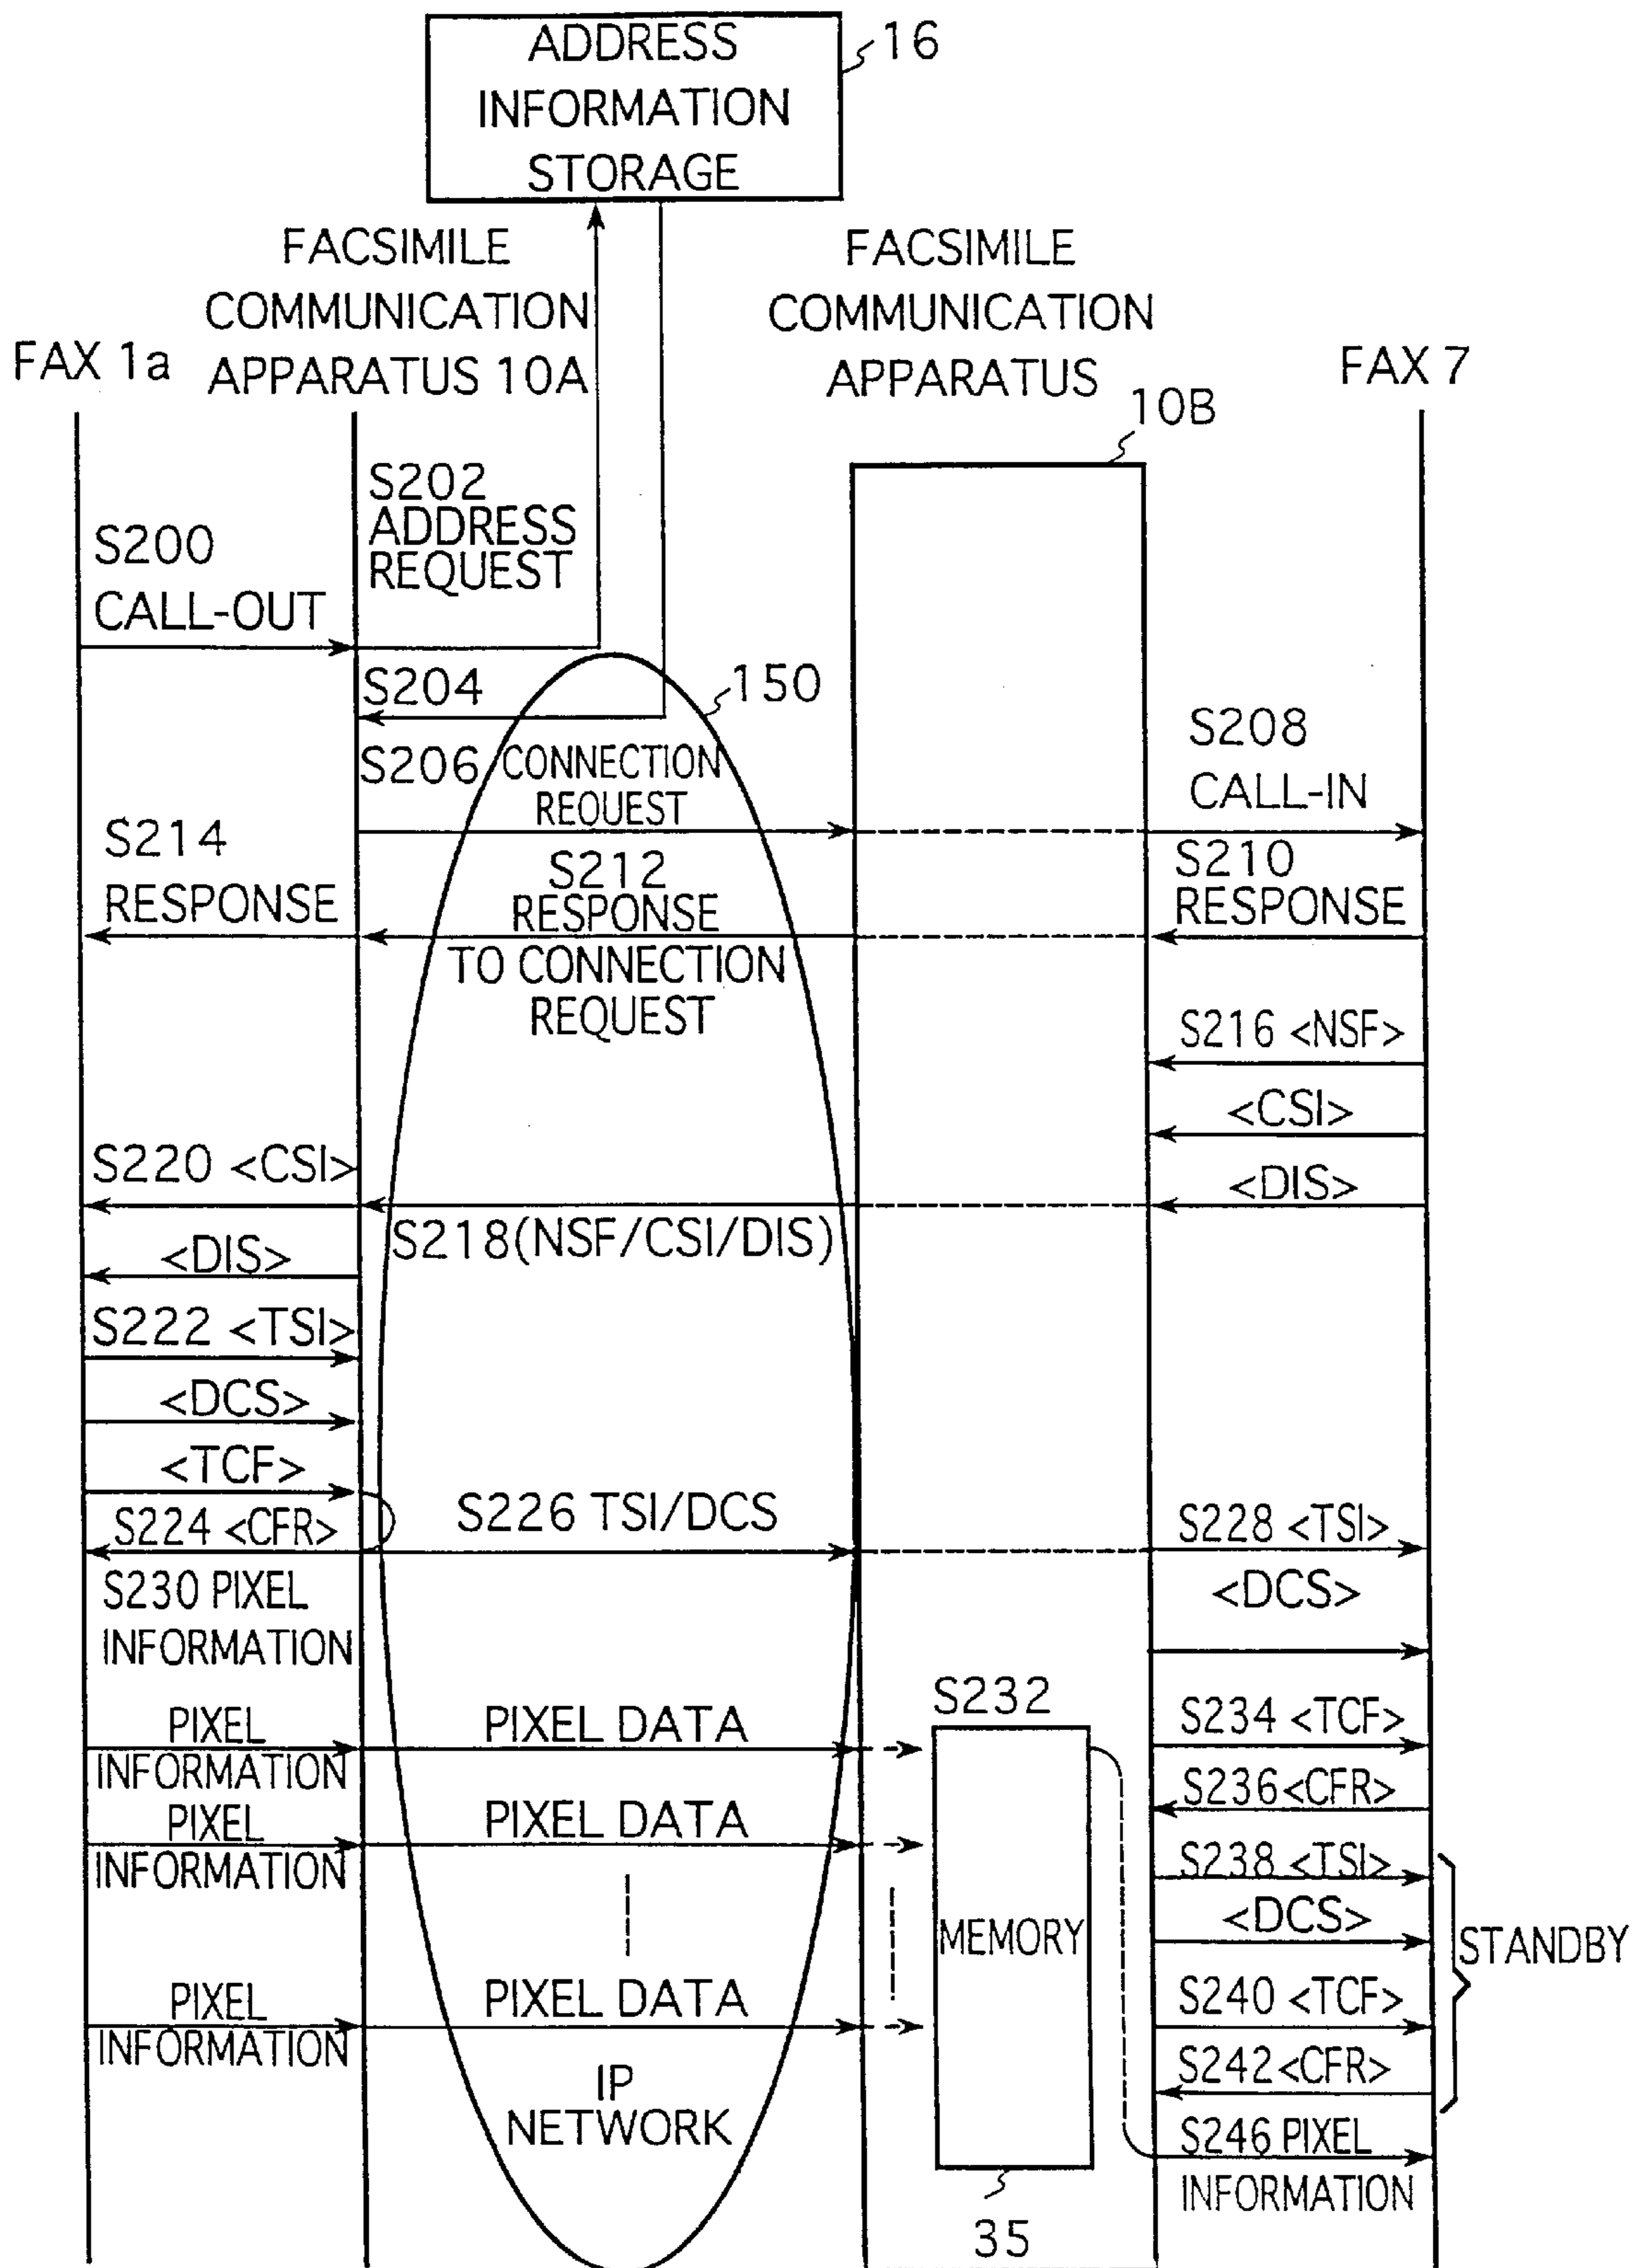 ADDRESS
INFORMATION
STORAGE
16
FACSIMILE
COMMUNICATION
APPARATUS 10A
FACSIMILE
COMMUNICATION
APPARATUS
10B
FAX 1a
FAX 7
S200
CALL-OUT
S202
ADDRESS
REQUEST
S204
150
S206 CONNECTION
REQUEST
S208
CALL-IN
S214
RESPONSE
S212
RESPONSE
TO CONNECTION
REQUEST
S210
RESPONSE
S216 <NSF>
<CSI>
<DIS>
S220 <CSI>
S218(NSF/CSI/DIS)
<DIS>
S222 <TSI>
<DCS>
<TCF>
S224 <CFR>
S226 TSI/DCS
S228 <TSI>
<DCS>
S230 PIXEL
INFORMATION
S232
S234 <TCF>
PIXEL
INFORMATION
PIXEL DATA
S236 <CFR>
PIXEL
INFORMATION
PIXEL DATA
S238 <TSI>
<DCS>
STANDBY
MEMORY
PIXEL
INFORMATION
PIXEL DATA
S240 <TCF>
S242 <CFR>
IP
NETWORK
S246 PIXEL
INFORMATION
35